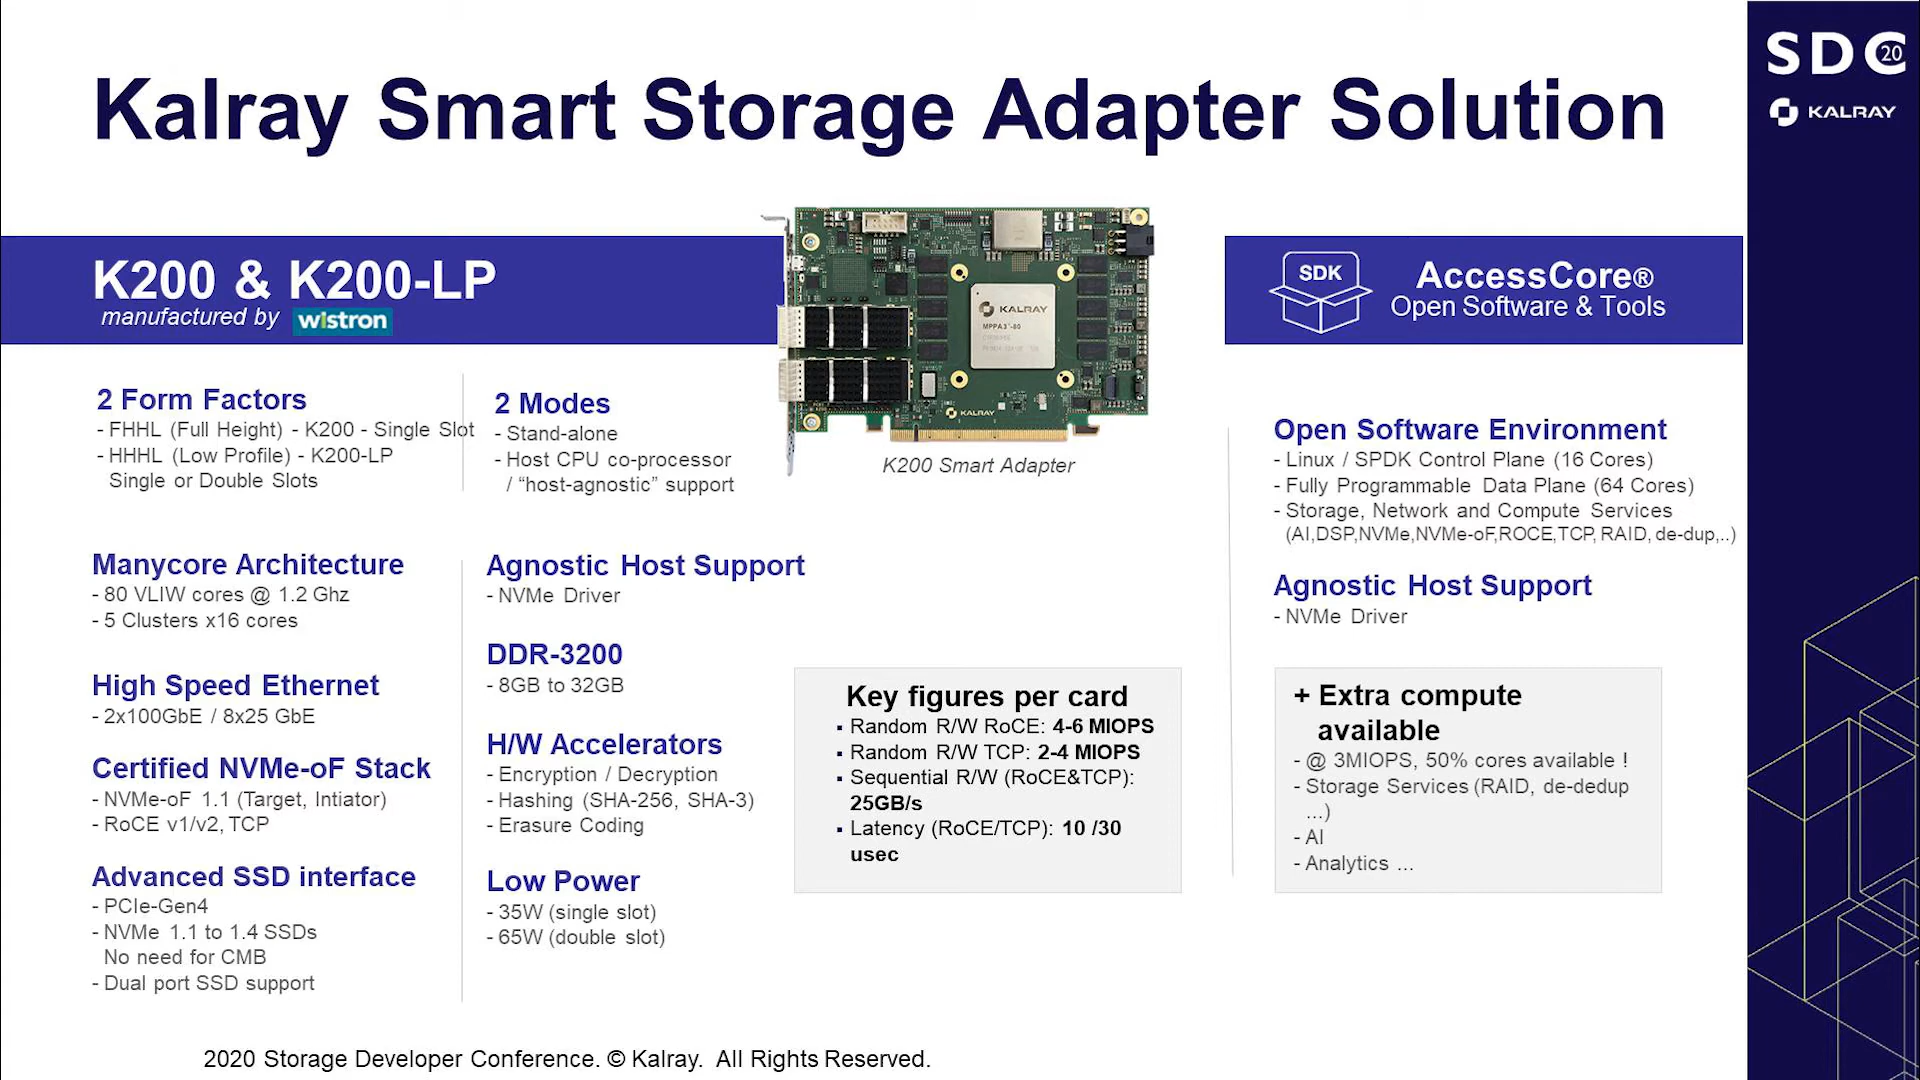 Kalray Smart Storage Adapter Solution
SDC
20
KALRAY
K200 & K200-LP
manufactured by wistron
2 Form Factors
- FHHL (Full Height) - K200 - Single Slot
- HHHL (Low Profile) - K200-LP
Single or Double Slots
2 Modes
- Stand-alone
- Host CPU co-processor
/ “host-agnostic” support
Manycore Architecture
- 80 VLIW cores @ 1.2 Ghz
- 5 Clusters x16 cores
High Speed Ethernet
- 2x100GbE / 8x25 GbE
Certified NVMe-oF Stack
- NVMe-oF 1.1 (Target, Intiator)
- RoCE v1/v2, TCP
Advanced SSD interface
- PCIe-Gen4
- NVMe 1.1 to 1.4 SSDs
No need for CMB
- Dual port SSD support
Agnostic Host Support
- NVMe Driver
DDR-3200
- 8GB to 32GB
H/W Accelerators
- Encryption / Decryption
- Hashing (SHA-256, SHA-3)
- Erasure Coding
Low Power
- 35W (single slot)
- 65W (double slot)
KALRAY
MPPA3™-80
KALRAY
K200 Smart Adapter
Key figures per card
▪ Random R/W RoCE: 4-6 MIOPS
▪ Random R/W TCP: 2-4 MIOPS
▪ Sequential R/W (RoCE&TCP):
25GB/s
▪ Latency (RoCE/TCP): 10 /30
usec
SDK
AccessCore®
Open Software & Tools
Open Software Environment
- Linux / SPDK Control Plane (16 Cores)
- Fully Programmable Data Plane (64 Cores)
- Storage, Network and Compute Services
(AI,DSP,NVMe,NVMe-oF,ROCE,TCP, RAID, de-dup,..)
Agnostic Host Support
- NVMe Driver
+ Extra compute
available
- @ 3MIOPS, 50% cores available !
- Storage Services (RAID, de-dedup
...)
- AI
- Analytics ...
2020 Storage Developer Conference. © Kalray. All Rights Reserved.